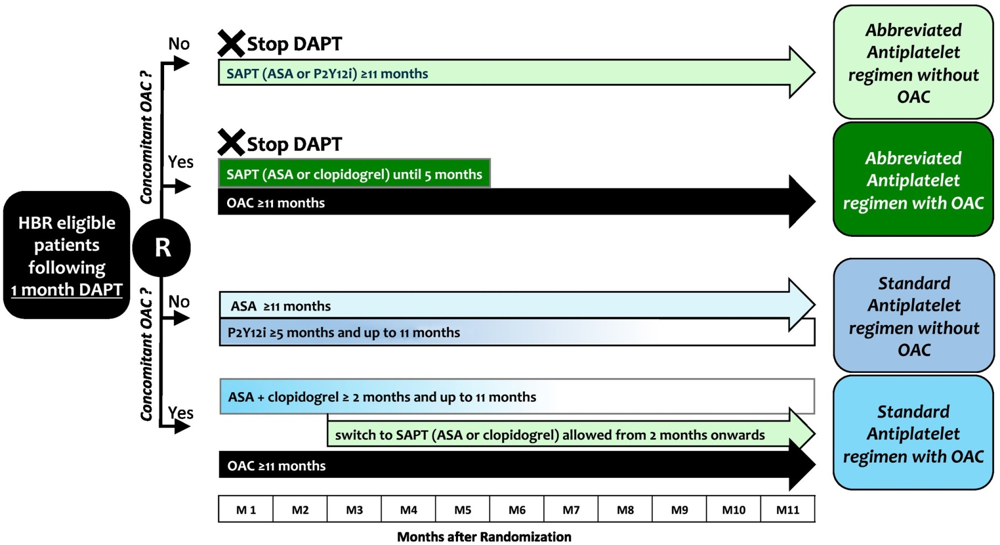 HBR eligible
patients
following
1 month DAPT
R
Concomitant OAC ?
No
Yes
Concomitant OAC ?
No
Yes
Stop DAPT
SAPT (ASA or P2Y12i) ≥11 months
Abbreviated
Antiplatelet
regimen without
OAC
Stop DAPT
SAPT (ASA or clopidogrel) until 5 months
OAC ≥11 months
Abbreviated
Antiplatelet
regimen with OAC
ASA ≥11 months
P2Y12i ≥5 months and up to 11 months
Standard
Antiplatelet
regimen without
OAC
ASA + clopidogrel ≥ 2 months and up to 11 months
switch to SAPT (ASA or clopidogrel) allowed from 2 months onwards
OAC ≥11 months
Standard
Antiplatelet
regimen with OAC
M 1 M2 M3 M4 M5 M6 M7 M8 M9 M10 M11
Months after Randomization